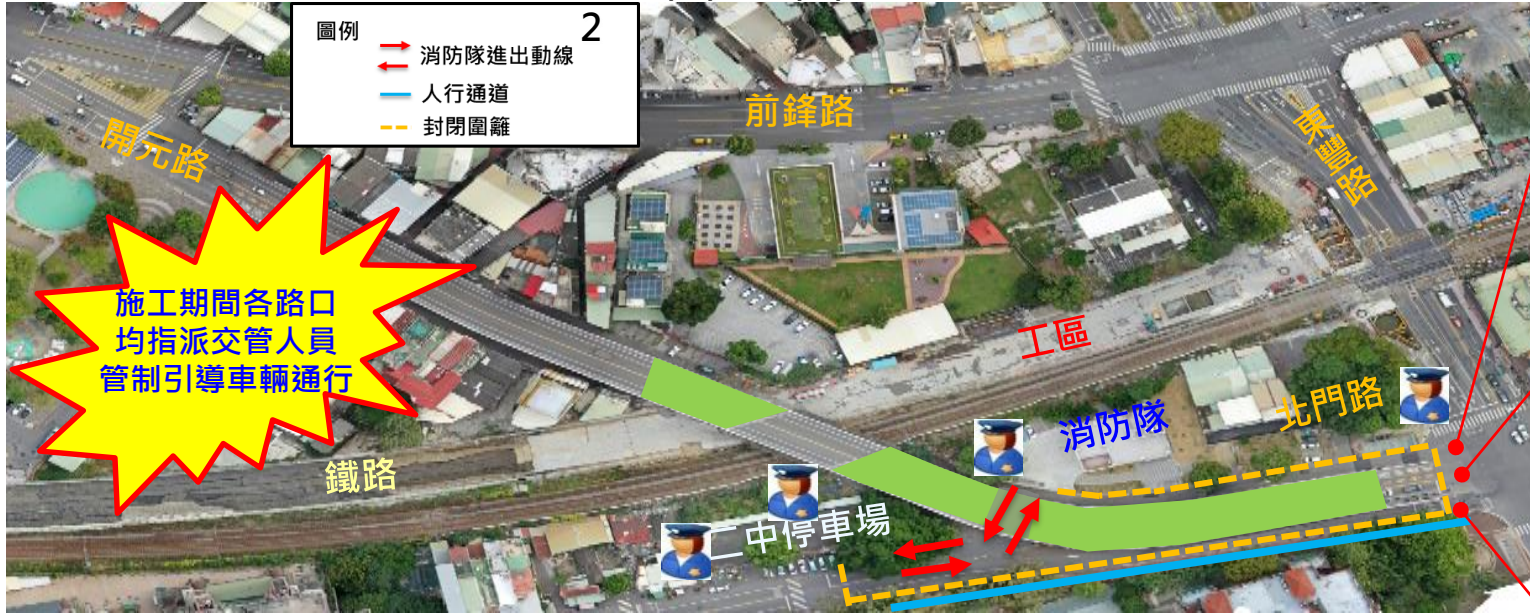 圖例
2
消防隊進出動線
人行通道
封閉圍籬
前鋒路
東豐路
開元路
施工期間各路口
均指派交管人員
管制引導車輛通行
工區
北門路
消防隊
鐵路
二中停車場